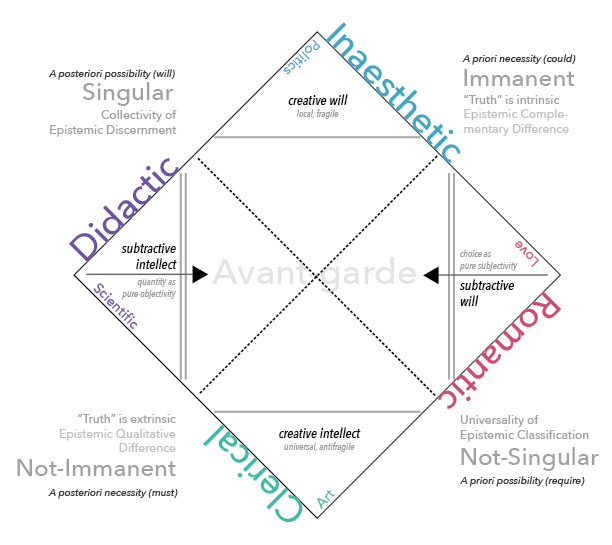 Inaesthetic
Politics
A posteriori possibility (will)
Singular
Collectivity of
Epistemic Discernment
A priori necessity (could)
Immanent
“Truth” is intrinsic
Epistemic Comple-
mentary Difference
creative will
local, fragile
Didactic
subtractive
intellect
quantity as
pure objectivity
Scientific
Avant garde
Love
choice as
pure subjectivity
subtractive
will
Romantic
creative intellect
universal, antifragile
Clerical
Art
“Truth” is extrinsic
Epistemic Qualitative
Difference
Not-Immanent
A posteriori necessity (must)
Universality of
Epistemic Classification
Not-Singular
A priori possibility (require)